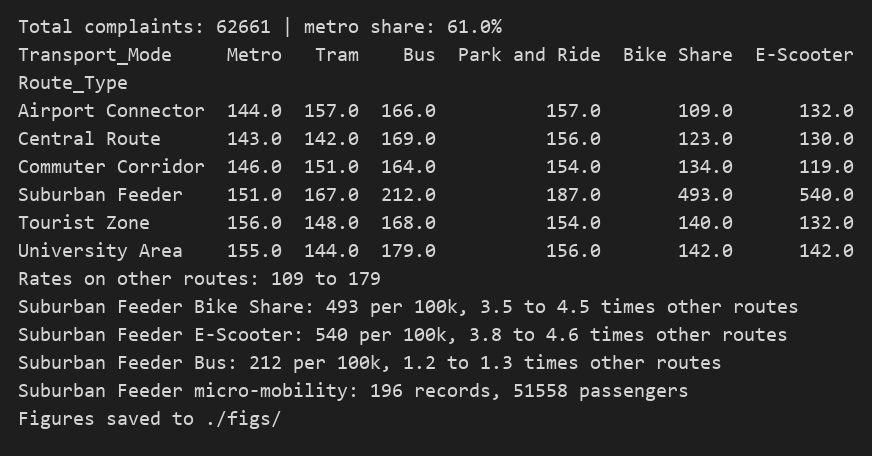 Total complaints: 62661 | metro share: 61.0%
Transport_Mode     Metro   Tram    Bus  Park and Ride  Bike Share  E-Scooter
Route_Type
Airport Connector  144.0  157.0  166.0          157.0       109.0      132.0
Central Route      143.0  142.0  169.0          156.0       123.0      130.0
Commuter Corridor  146.0  151.0  164.0          154.0       134.0      119.0
Suburban Feeder    151.0  167.0  212.0          187.0       493.0      540.0
Tourist Zone       156.0  148.0  168.0          154.0       140.0      132.0
University Area    155.0  144.0  179.0          156.0       142.0      142.0
Rates on other routes: 109 to 179
Suburban Feeder Bike Share: 493 per 100k, 3.5 to 4.5 times other routes
Suburban Feeder E-Scooter: 540 per 100k, 3.8 to 4.6 times other routes
Suburban Feeder Bus: 212 per 100k, 1.2 to 1.3 times other routes
Suburban Feeder micro-mobility: 196 records, 51558 passengers
Figures saved to ./figs/